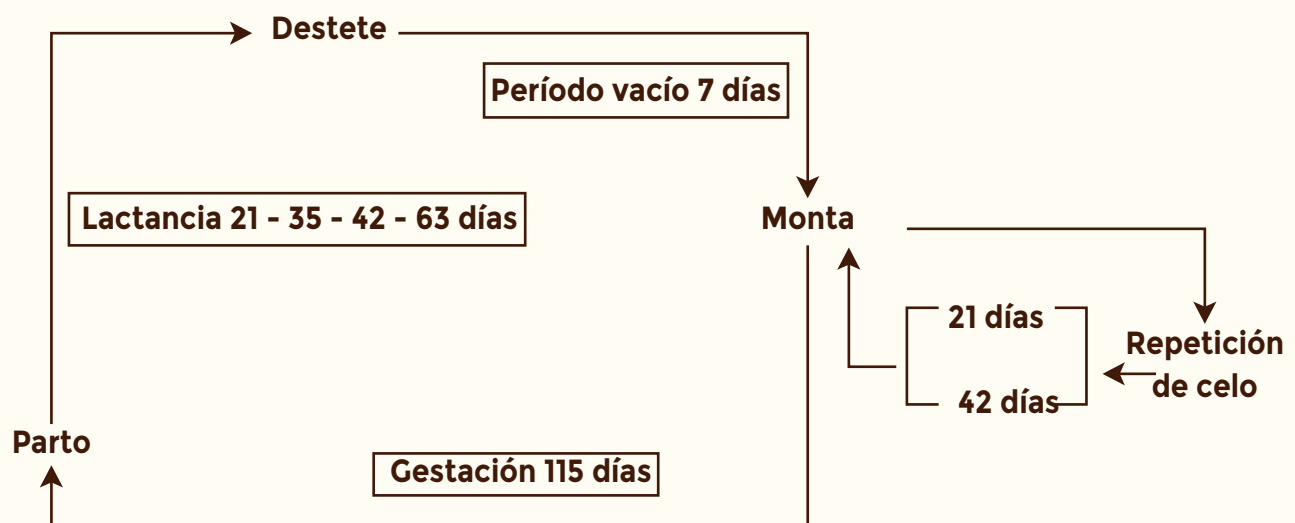 Destete
Período vacío 7 días
Lactancia 21 - 35 - 42 - 63 días
Monta
21 días
Repetición
de celo
42 días
Parto
Gestación 115 días